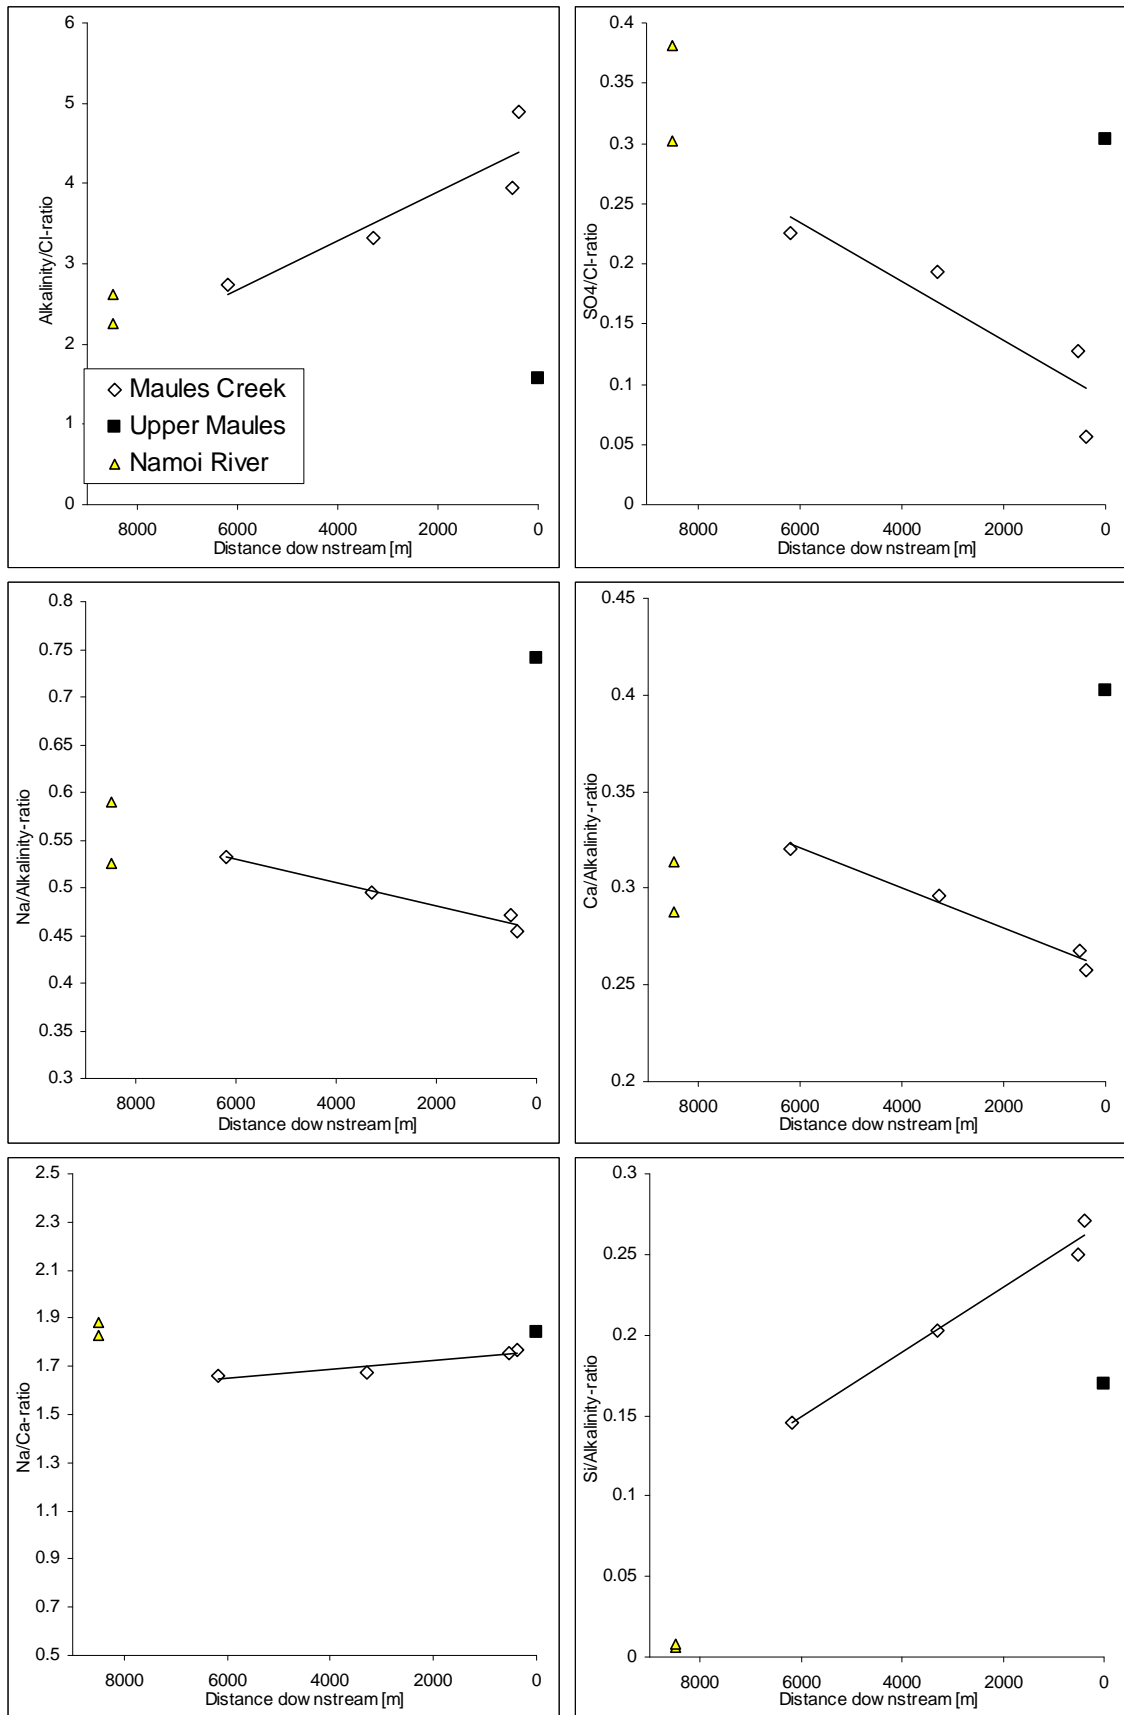 6
5
4
3
2
1
0
Alkalinity/Cl-ratio
Maules Creek
Upper Maules
Namoi River
8000 6000 4000 2000 0
Distance dow nstream [m]
0.4
0.35
0.3
0.25
0.2
0.15
0.1
0.05
0
SO4/Cl-ratio
8000 6000 4000 2000 0
Distance dow nstream [m]
0.8
0.75
0.7
0.65
0.6
0.55
0.5
0.45
0.4
0.35
0.3
Na/Alkalinity-ratio
8000 6000 4000 2000 0
Distance dow nstream [m]
0.45
0.4
0.35
0.3
0.25
0.2
Ca/Alkalinity-ratio
8000 6000 4000 2000 0
Distance dow nstream [m]
2.5
2.3
2.1
1.9
1.7
1.5
1.3
1.1
0.9
0.7
0.5
Na/Ca-ratio
8000 6000 4000 2000 0
Distance dow nstream [m]
0.3
0.25
0.2
0.15
0.1
0.05
0
Si/Alkalinity-ratio
8000 6000 4000 2000 0
Distance dow nstream [m]